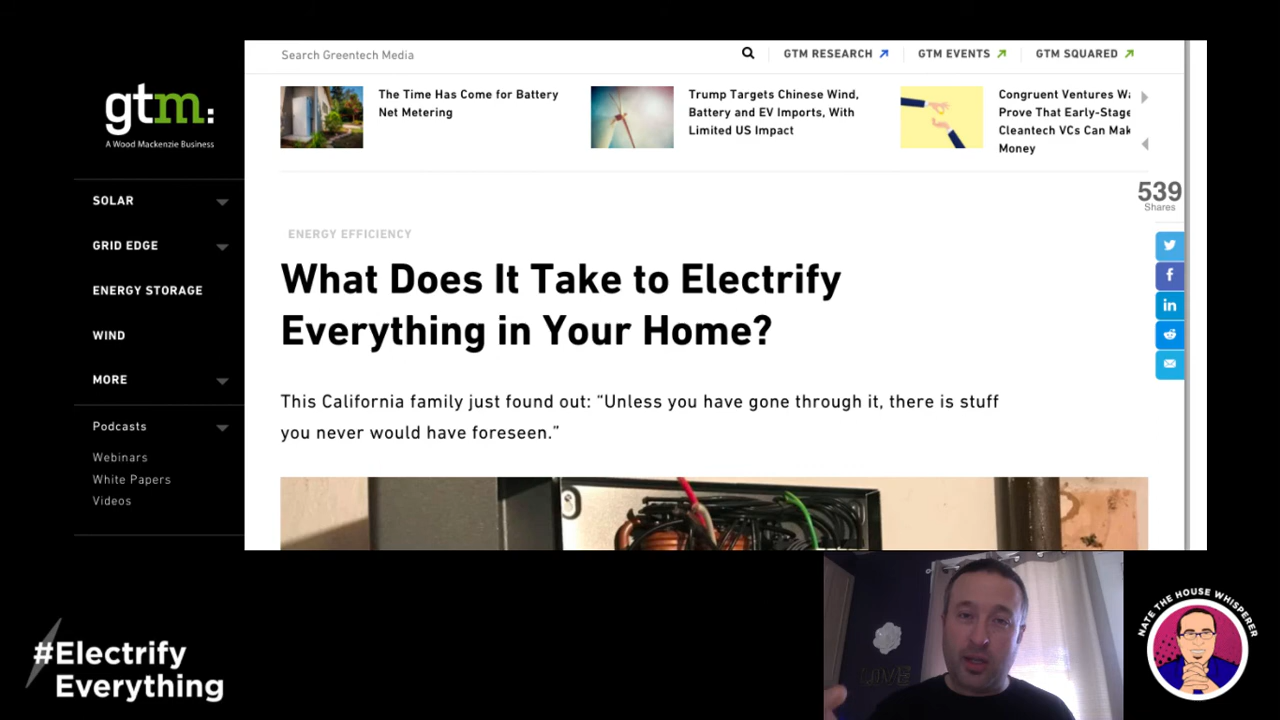 gtm:
A Wood Mackenzie Business
SOLAR
GRID EDGE
ENERGY STORAGE
WIND
MORE
Podcasts
Webinars
White Papers
Videos
Search Greentech Media
GTM RESEARCH
GTM EVENTS
GTM SQUARED
The Time Has Come for Battery
Net Metering
Trump Targets Chinese Wind,
Battery and EV Imports, With
Limited US Impact
Congruent Ventures
Prove That Early-Stage
Cleantech VCs Can Mak
Money
539
Shares
ENERGY EFFICIENCY
What Does It Take to Electrify
Everything in Your Home?
This California family just found out: “Unless you have gone through it, there is stuff
you never would have foreseen.”
#Electrify
Everything
LOVE
NATE THE HOUSE WHISPERER